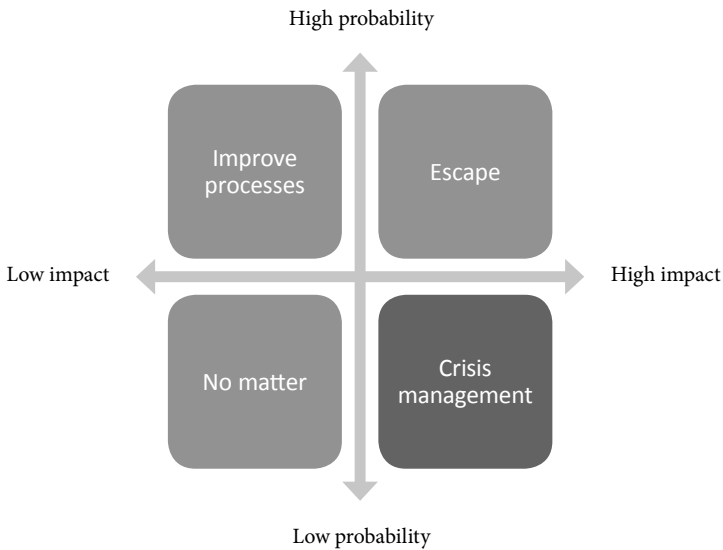 High probability
Improve
processes
Escape
Low impact
High impact
No matter
Crisis
management
Low probability